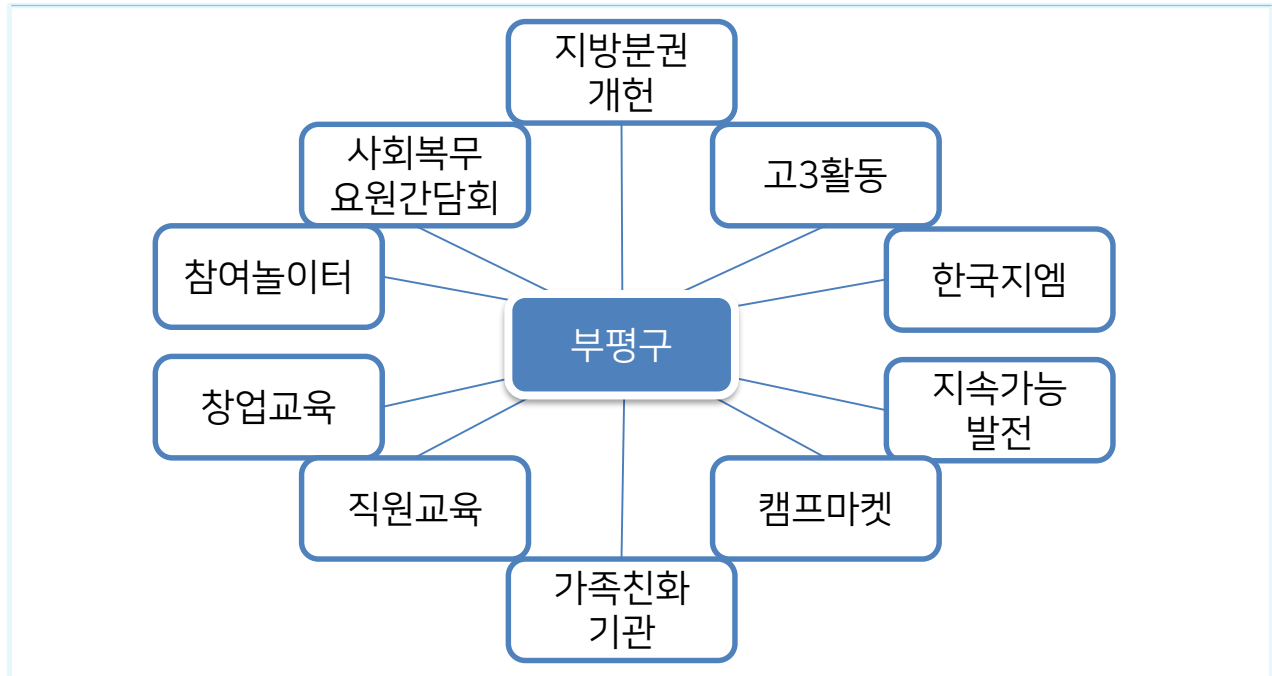 지방분권
개헌
사회복무
요원간담회
고3활동
참여놀이터
한국지엠
부평구
창업교육
지속가능
발전
직원교육
캠프마켓
가족친화
기관